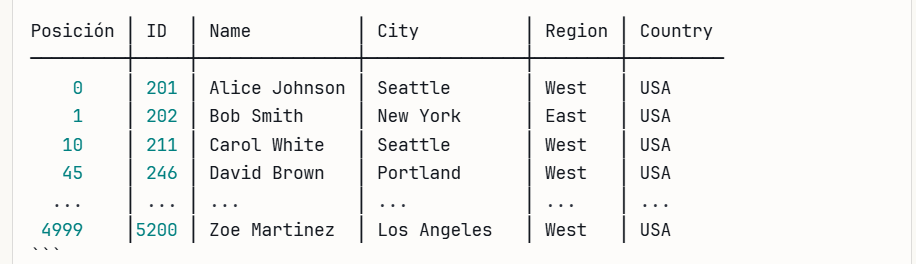 Posición │ ID │ Name │ City │ Region │ Country
0 │ 201 │ Alice Johnson │ Seattle │ West │ USA
1 │ 202 │ Bob Smith │ New York │ East │ USA
10 │ 211 │ Carol White │ Seattle │ West │ USA
45 │ 246 │ David Brown │ Portland │ West │ USA
... │ ... │ ... │ ... │ ... │ ...
4999 │5200 │ Zoe Martinez │ Los Angeles │ West │ USA
```